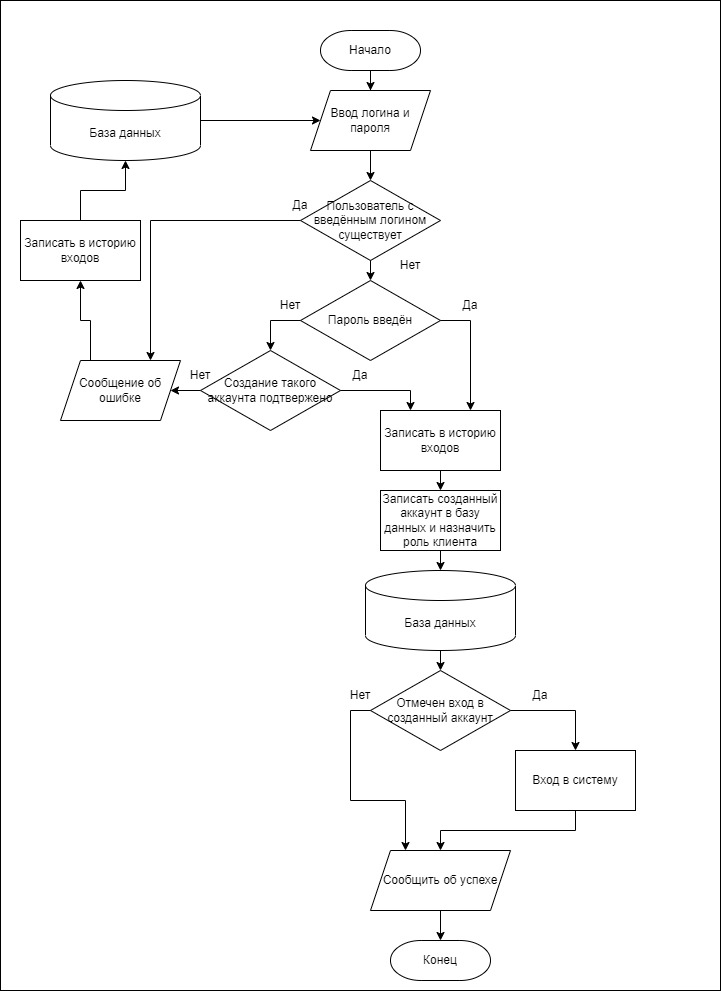 Начало
База данных
Ввод логина и
пароля
Да
Пользователь с
введённым логином
существует
Записать в историю
входов
Нет
Нет
Пароль введён
Да
Сообщение об
ошибке
Нет
Создание такого
аккаунта подтвержено
Да
Записать в историю
входов
Записать созданный
аккаунт в базу
данных и назначить
роль клиента
База данных
Нет
Отмечен вход в
созданный аккаунт
Да
Вход в систему
Сообщить об успехе
Конец